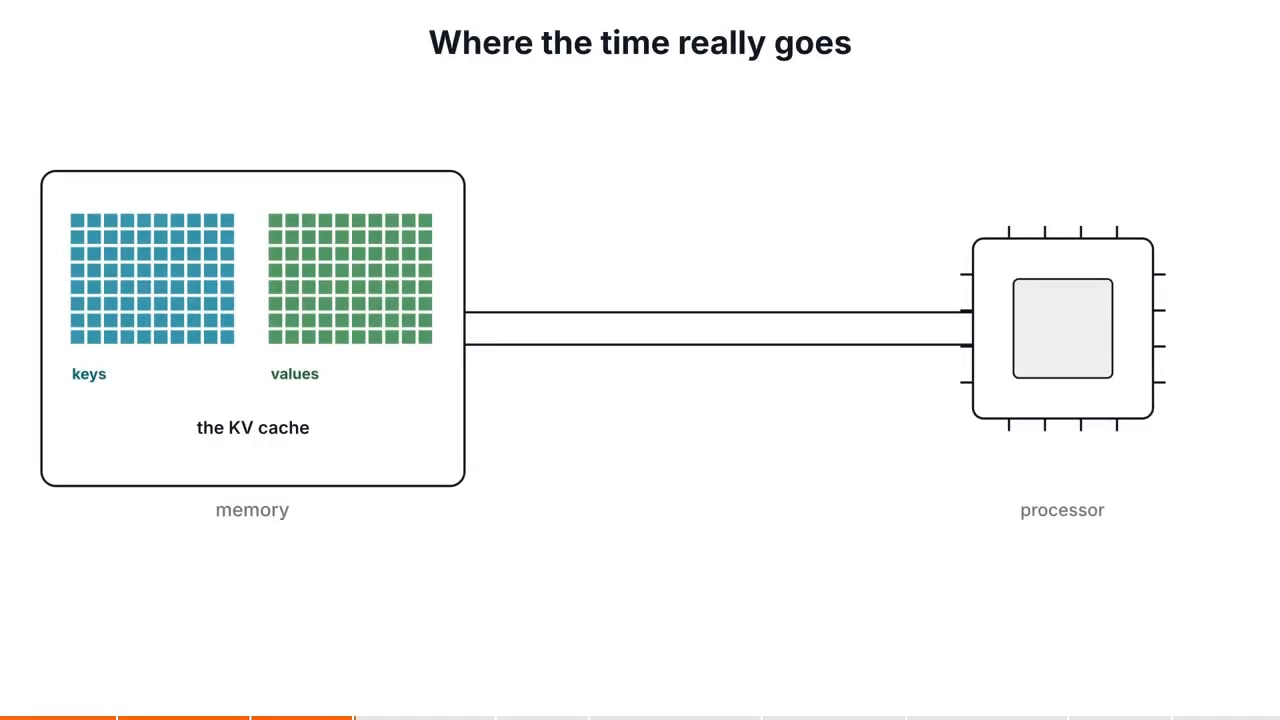 Where the time really goes
keys
values
the KV cache
memory
processor